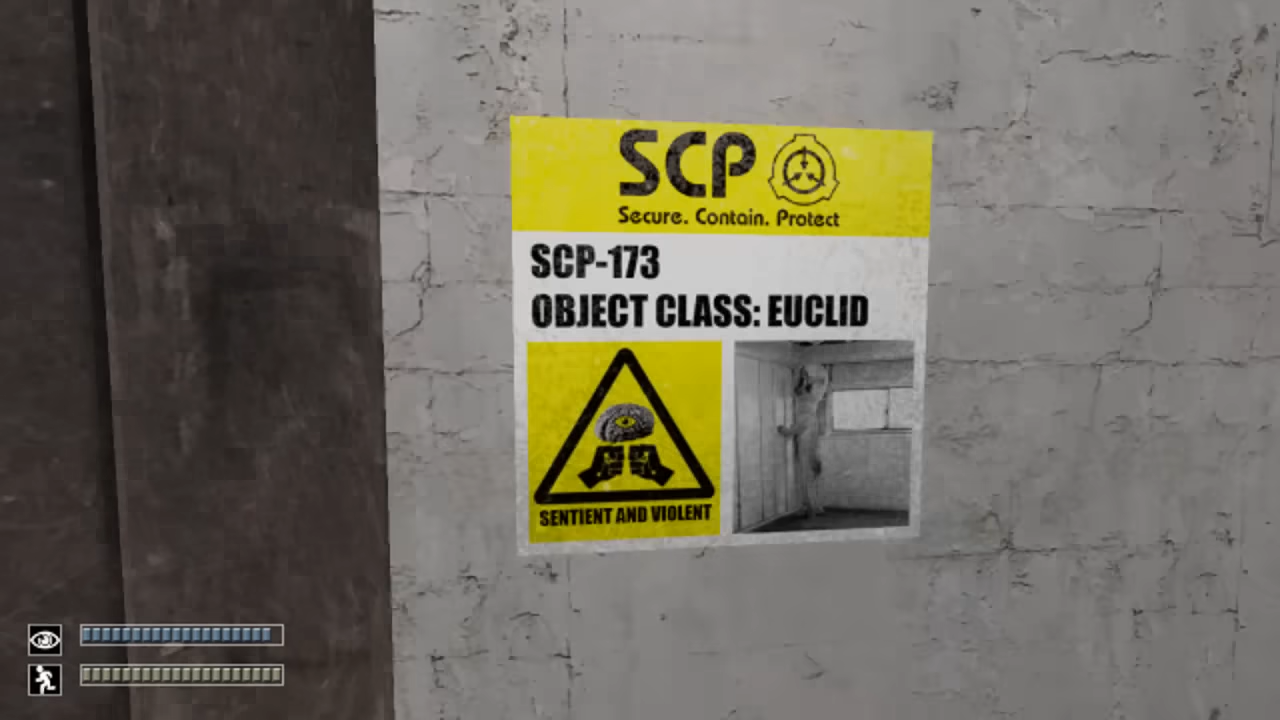 SCP
Secure. Contain. Protect
SCP-173
OBJECT CLASS: EUCLID
SENTIENT AND VIOLENT